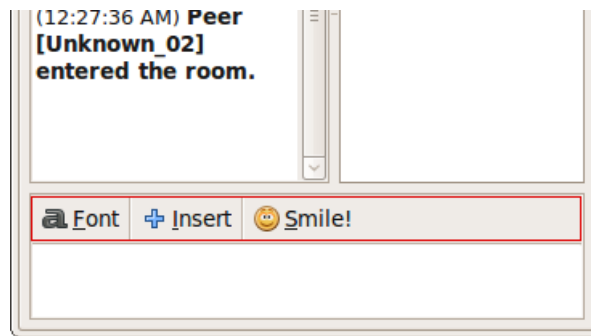 (12:27:36 AM) Peer
[Unknown_02]
entered the room.
Font Insert Smile!